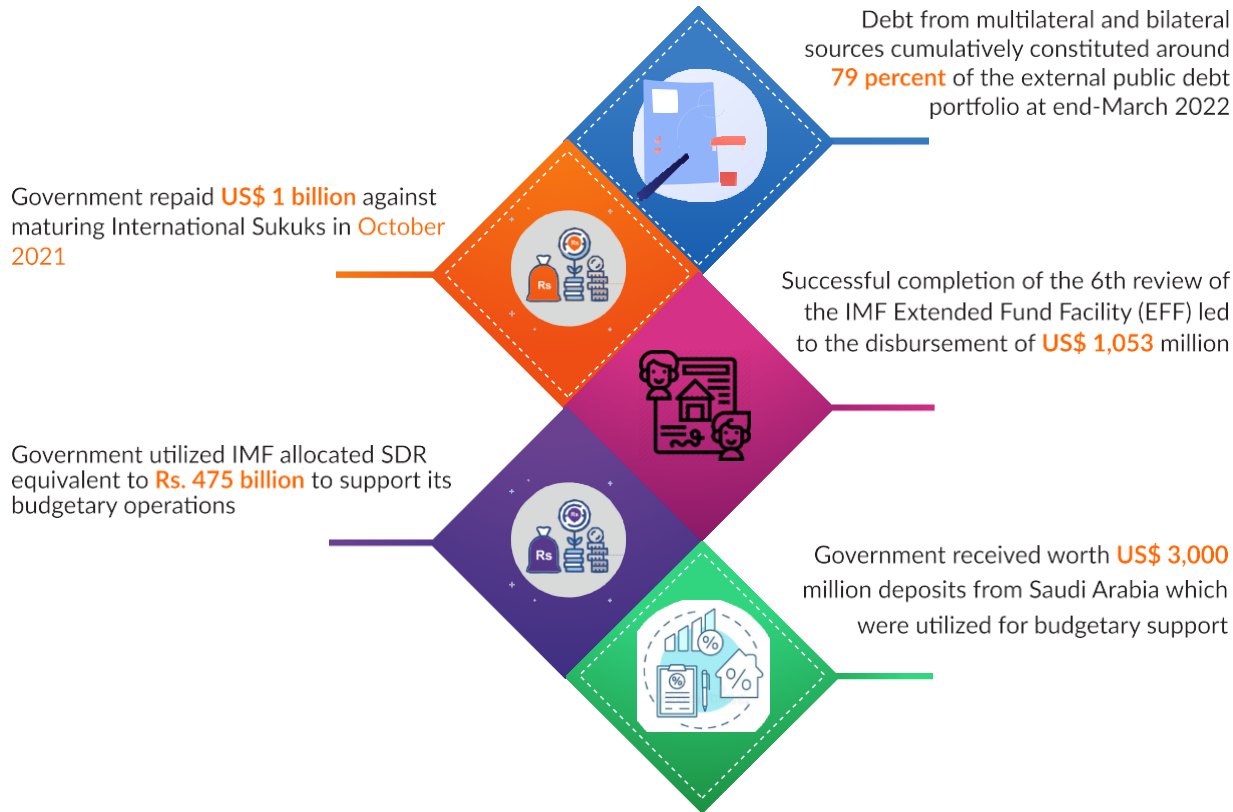 Debt from multilateral and bilateral
sources cumulatively constituted around
79 percent of the external public debt
portfolio at end-March 2022
Government repaid US$ 1 billion against
maturing International Sukuks in October
2021
Rs
Rs
Successful completion of the 6th review of
the IMF Extended Fund Facility (EFF) led
to the disbursement of US$ 1,053 million
Government utilized IMF allocated SDR
equivalent to Rs. 475 billion to support its
budgetary operations
Rs
Rs
Government received worth US$ 3,000
million deposits from Saudi Arabia which
were utilized for budgetary support
%
%
%